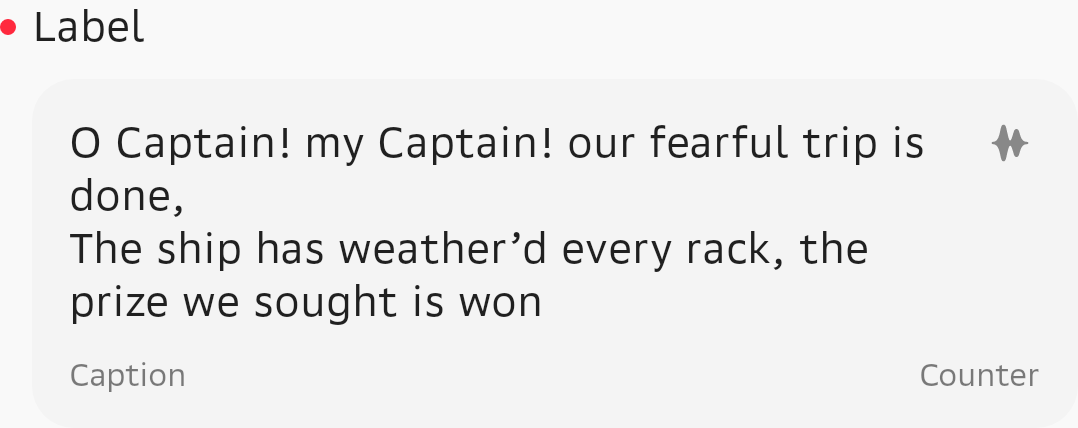 Label
O Captain! my Captain! our fearful trip is
done,
The ship has weather’d every rack, the
prize we sought is won
Caption
Counter